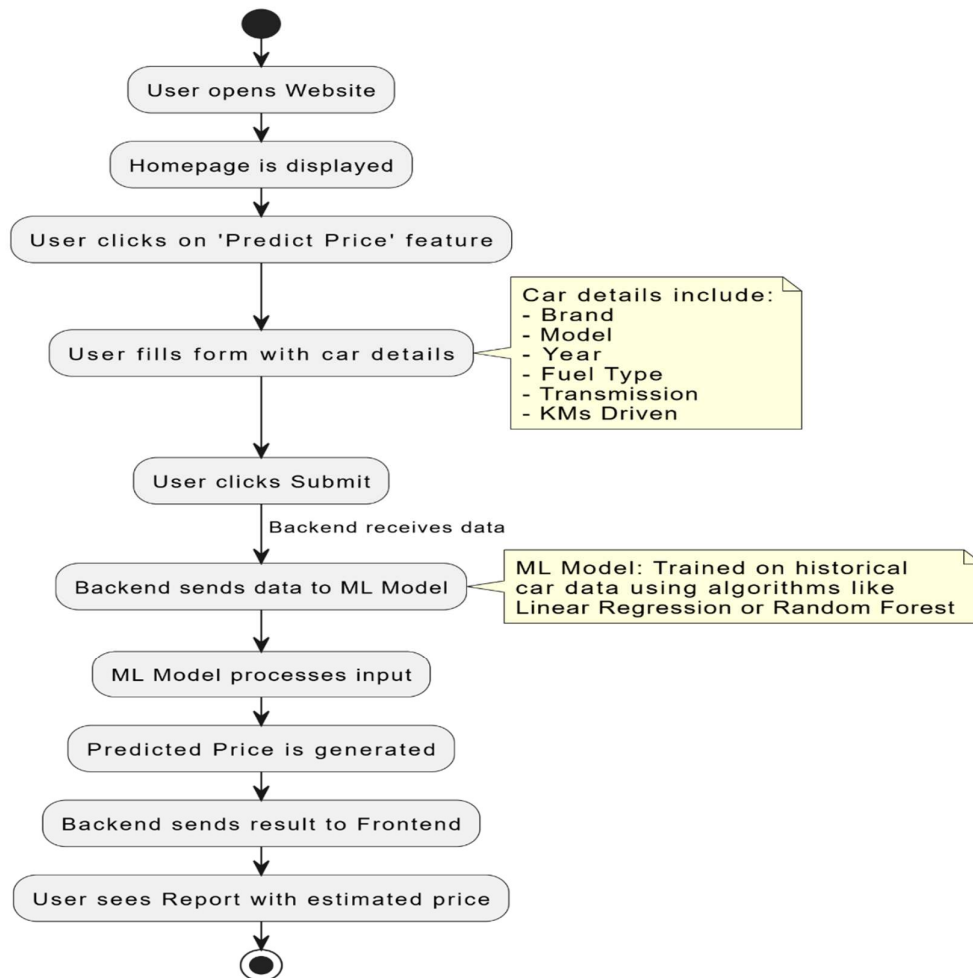 User opens Website
Homepage is displayed
User clicks on 'Predict Price' feature
User fills form with car details
Car details include:
- Brand
- Model
- Year
- Fuel Type
- Transmission
- KMs Driven
User clicks Submit
Backend receives data
Backend sends data to ML Model
ML Model: Trained on historical
car data using algorithms like
Linear Regression or Random Forest
ML Model processes input
Predicted Price is generated
Backend sends result to Frontend
User sees Report with estimated price